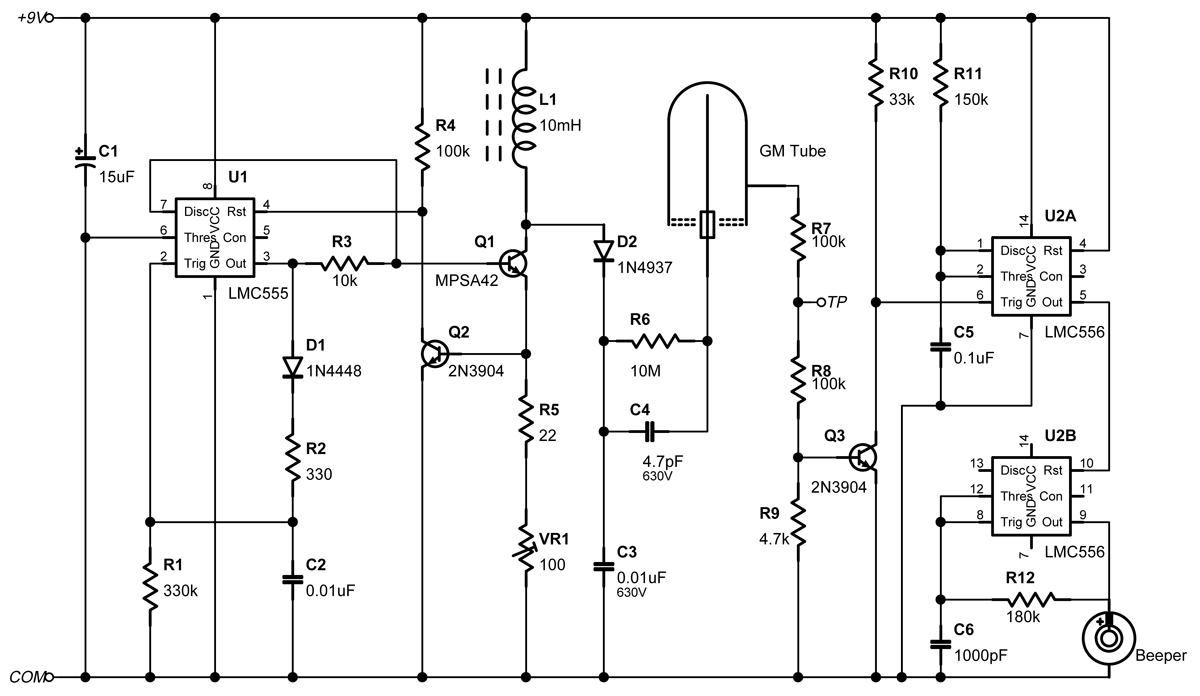 +9V
C1
15uF
U1
8
7 Disc VCC Rst 4
6 Thres Con 5
2 Trig GND Out 3
1
LMC555
R4
100k
L1
10mH
R3
10k
Q1
MPSA42
D2
1N4937
GM Tube
R7
100k
TP
R10
33k
R11
150k
14
U2A
1 Disc VCC Rst 4
2 Thres Con 3
6 Trig GND Out 5
7
LMC556
D1
1N4448
Q2
2N3904
R6
10M
R8
100k
C5
0.1uF
R2
330
R5
22
C4
4.7pF
630V
Q3
2N3904
14
U2B
13 Disc VCC Rst 10
12 Thres Con 11
8 Trig GND Out 9
7
LMC556
R1
330k
C2
0.01uF
VR1
100
C3
0.01uF
630V
R9
4.7k
R12
180k
C6
1000pF
+
Beeper
COM